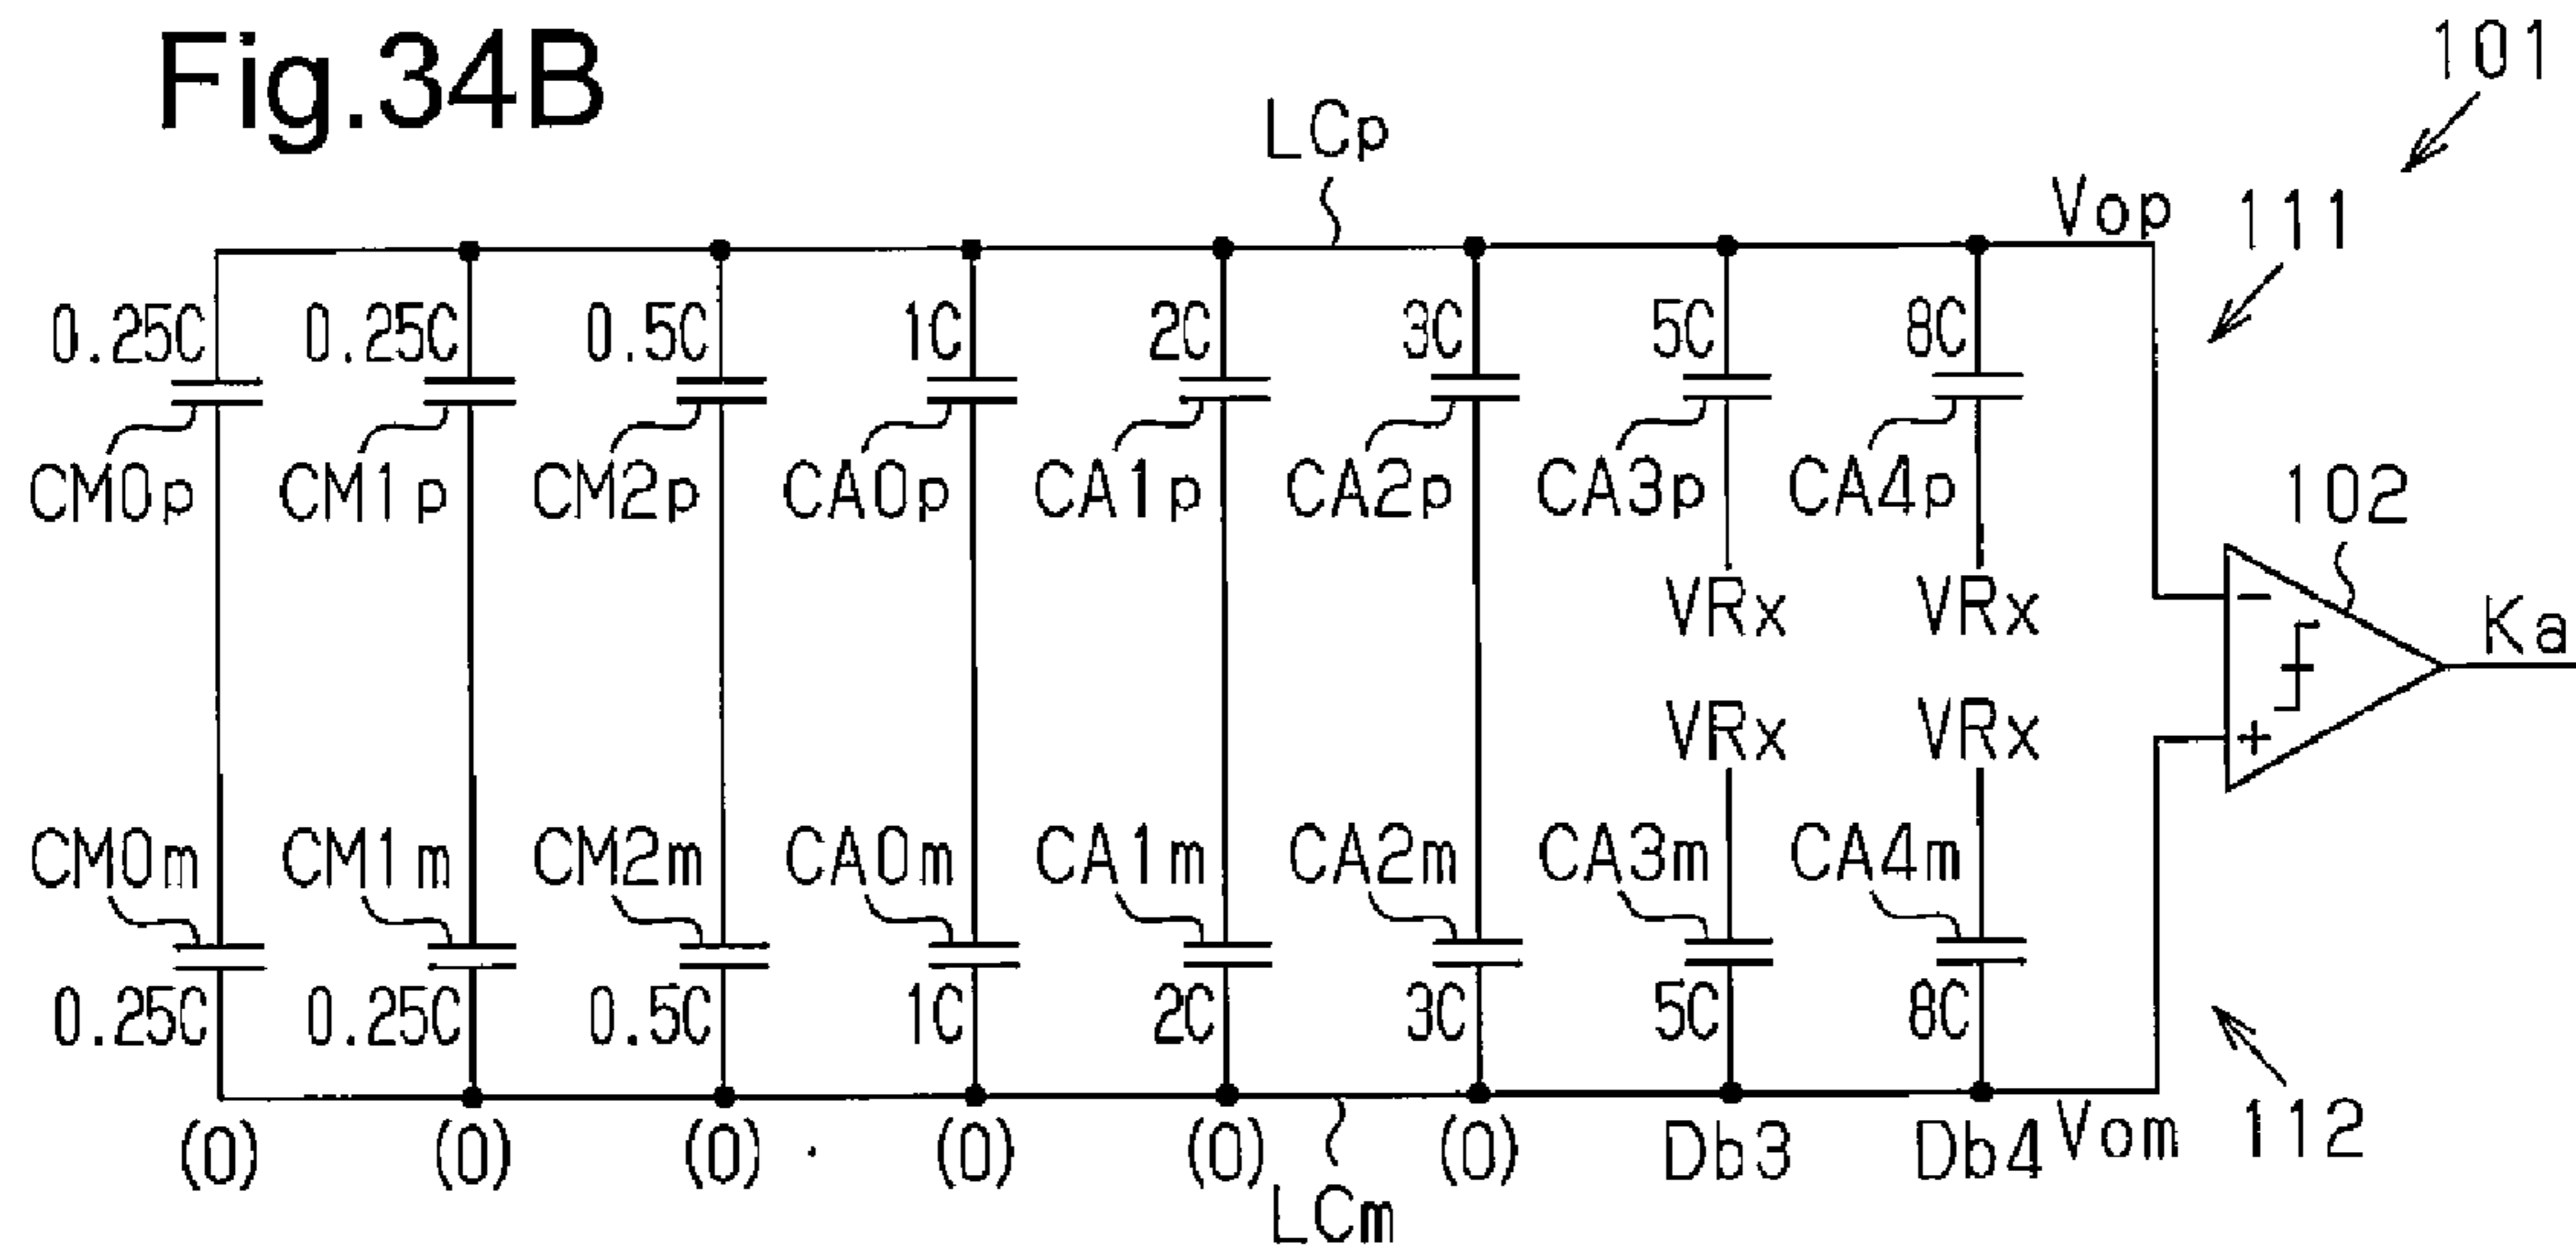 Fig.34B
101
LCp
Vop
111
0.25C 0.25C 0.5C 1C 2C 3C 5C 8C
CM0p CM1p CM2p CA0p CA1p CA2p CA3p CA4p
102
VRx VRx
−
Ka
VRx VRx
+
CM0m CM1m CM2m CA0m CA1m CA2m CA3m CA4m
0.25C 0.25C 0.5C 1C 2C 3C 5C 8C
(0) (0) (0) (0) (0) (0) Db3 Db4 Vom 112
LCm